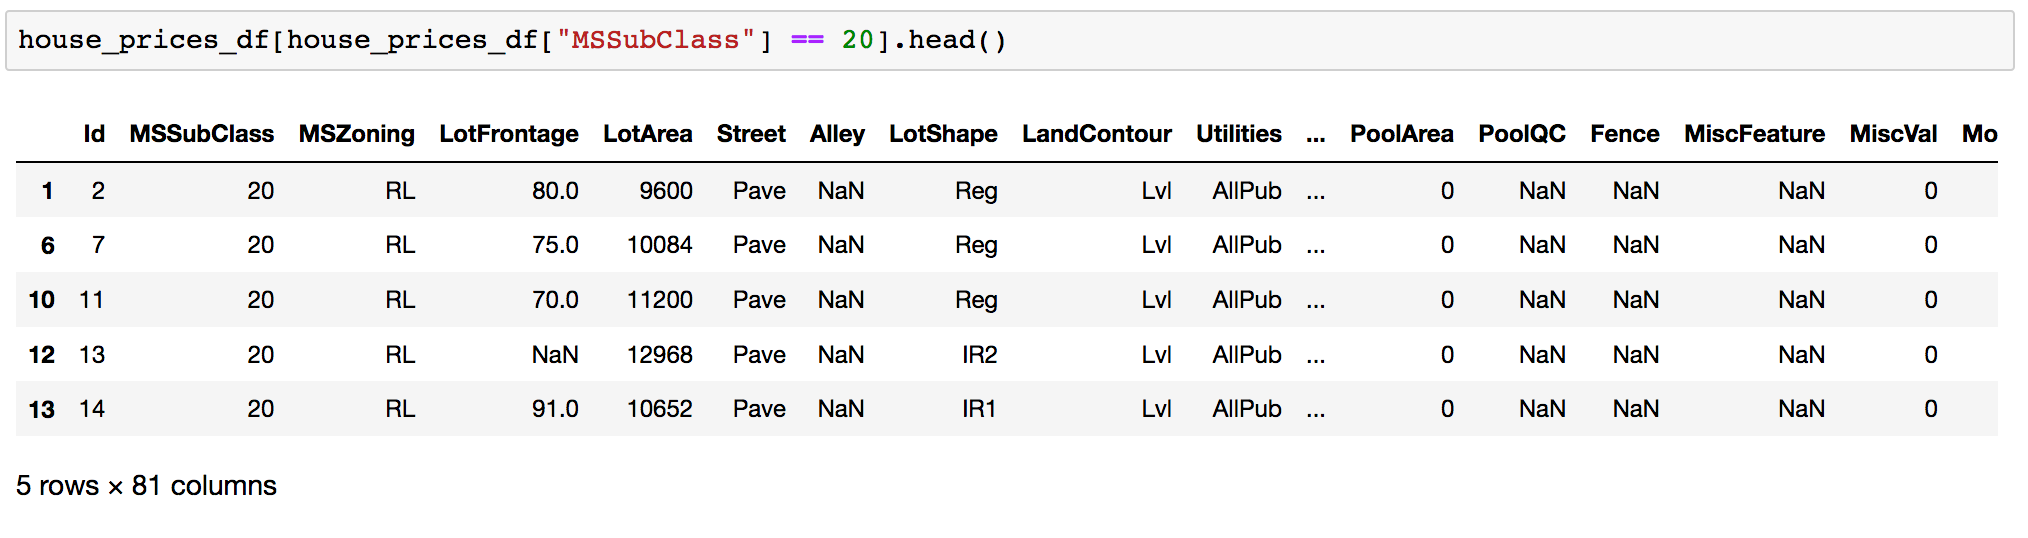 house_prices_df[house_prices_df["MSSubClass"] == 20].head()
Id MSSubClass MSZoning LotFrontage LotArea Street Alley LotShape LandContour Utilities ... PoolArea PoolQC Fence MiscFeature MiscVal Mo
1 2 20 RL 80.0 9600 Pave NaN Reg Lvl AllPub ... 0 NaN NaN NaN 0
6 7 20 RL 75.0 10084 Pave NaN Reg Lvl AllPub ... 0 NaN NaN NaN 0
10 11 20 RL 70.0 11200 Pave NaN Reg Lvl AllPub ... 0 NaN NaN NaN 0
12 13 20 RL NaN 12968 Pave NaN IR2 Lvl AllPub ... 0 NaN NaN NaN 0
13 14 20 RL 91.0 10652 Pave NaN IR1 Lvl AllPub ... 0 NaN NaN NaN 0
5 rows × 81 columns